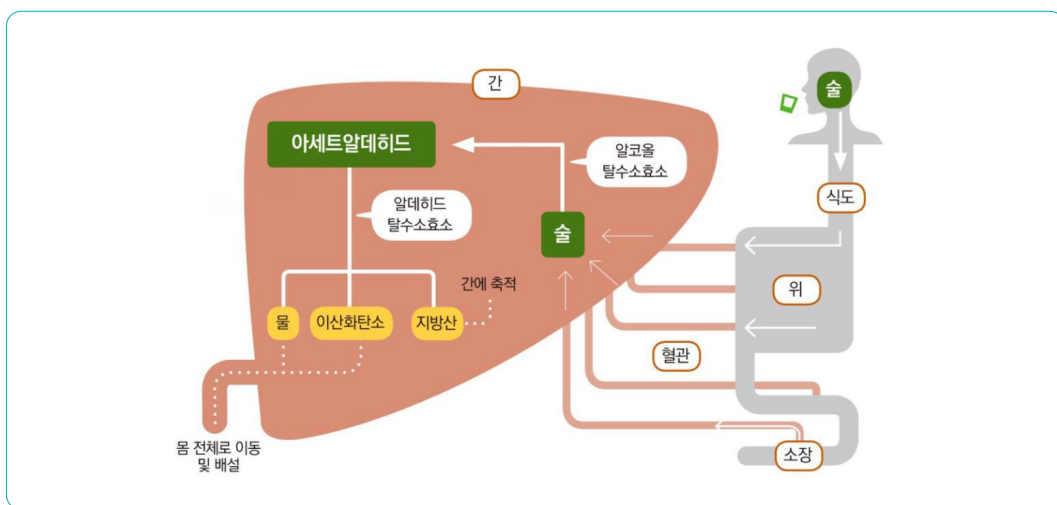 간
술
아세트알데히드
알코올
탈수소효소
식도
알데히드
탈수소효소
술
위
간에 축적
물
이산화탄소
지방산
혈관
몸 전체로 이동
및 배설
소장